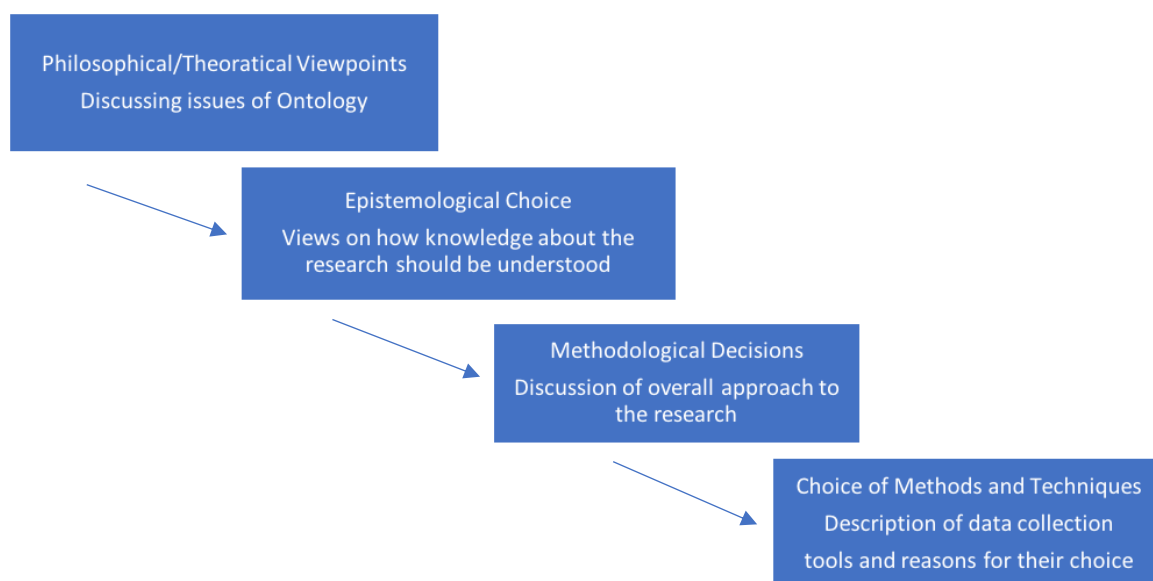 Philosophical/Theoratical Viewpoints
Discussing issues of Ontology
Epistemological Choice
Views on how knowledge about the
research should be understood
Methodological Decisions
Discussion of overall approach to
the research
Choice of Methods and Techniques
Description of data collection
tools and reasons for their choice